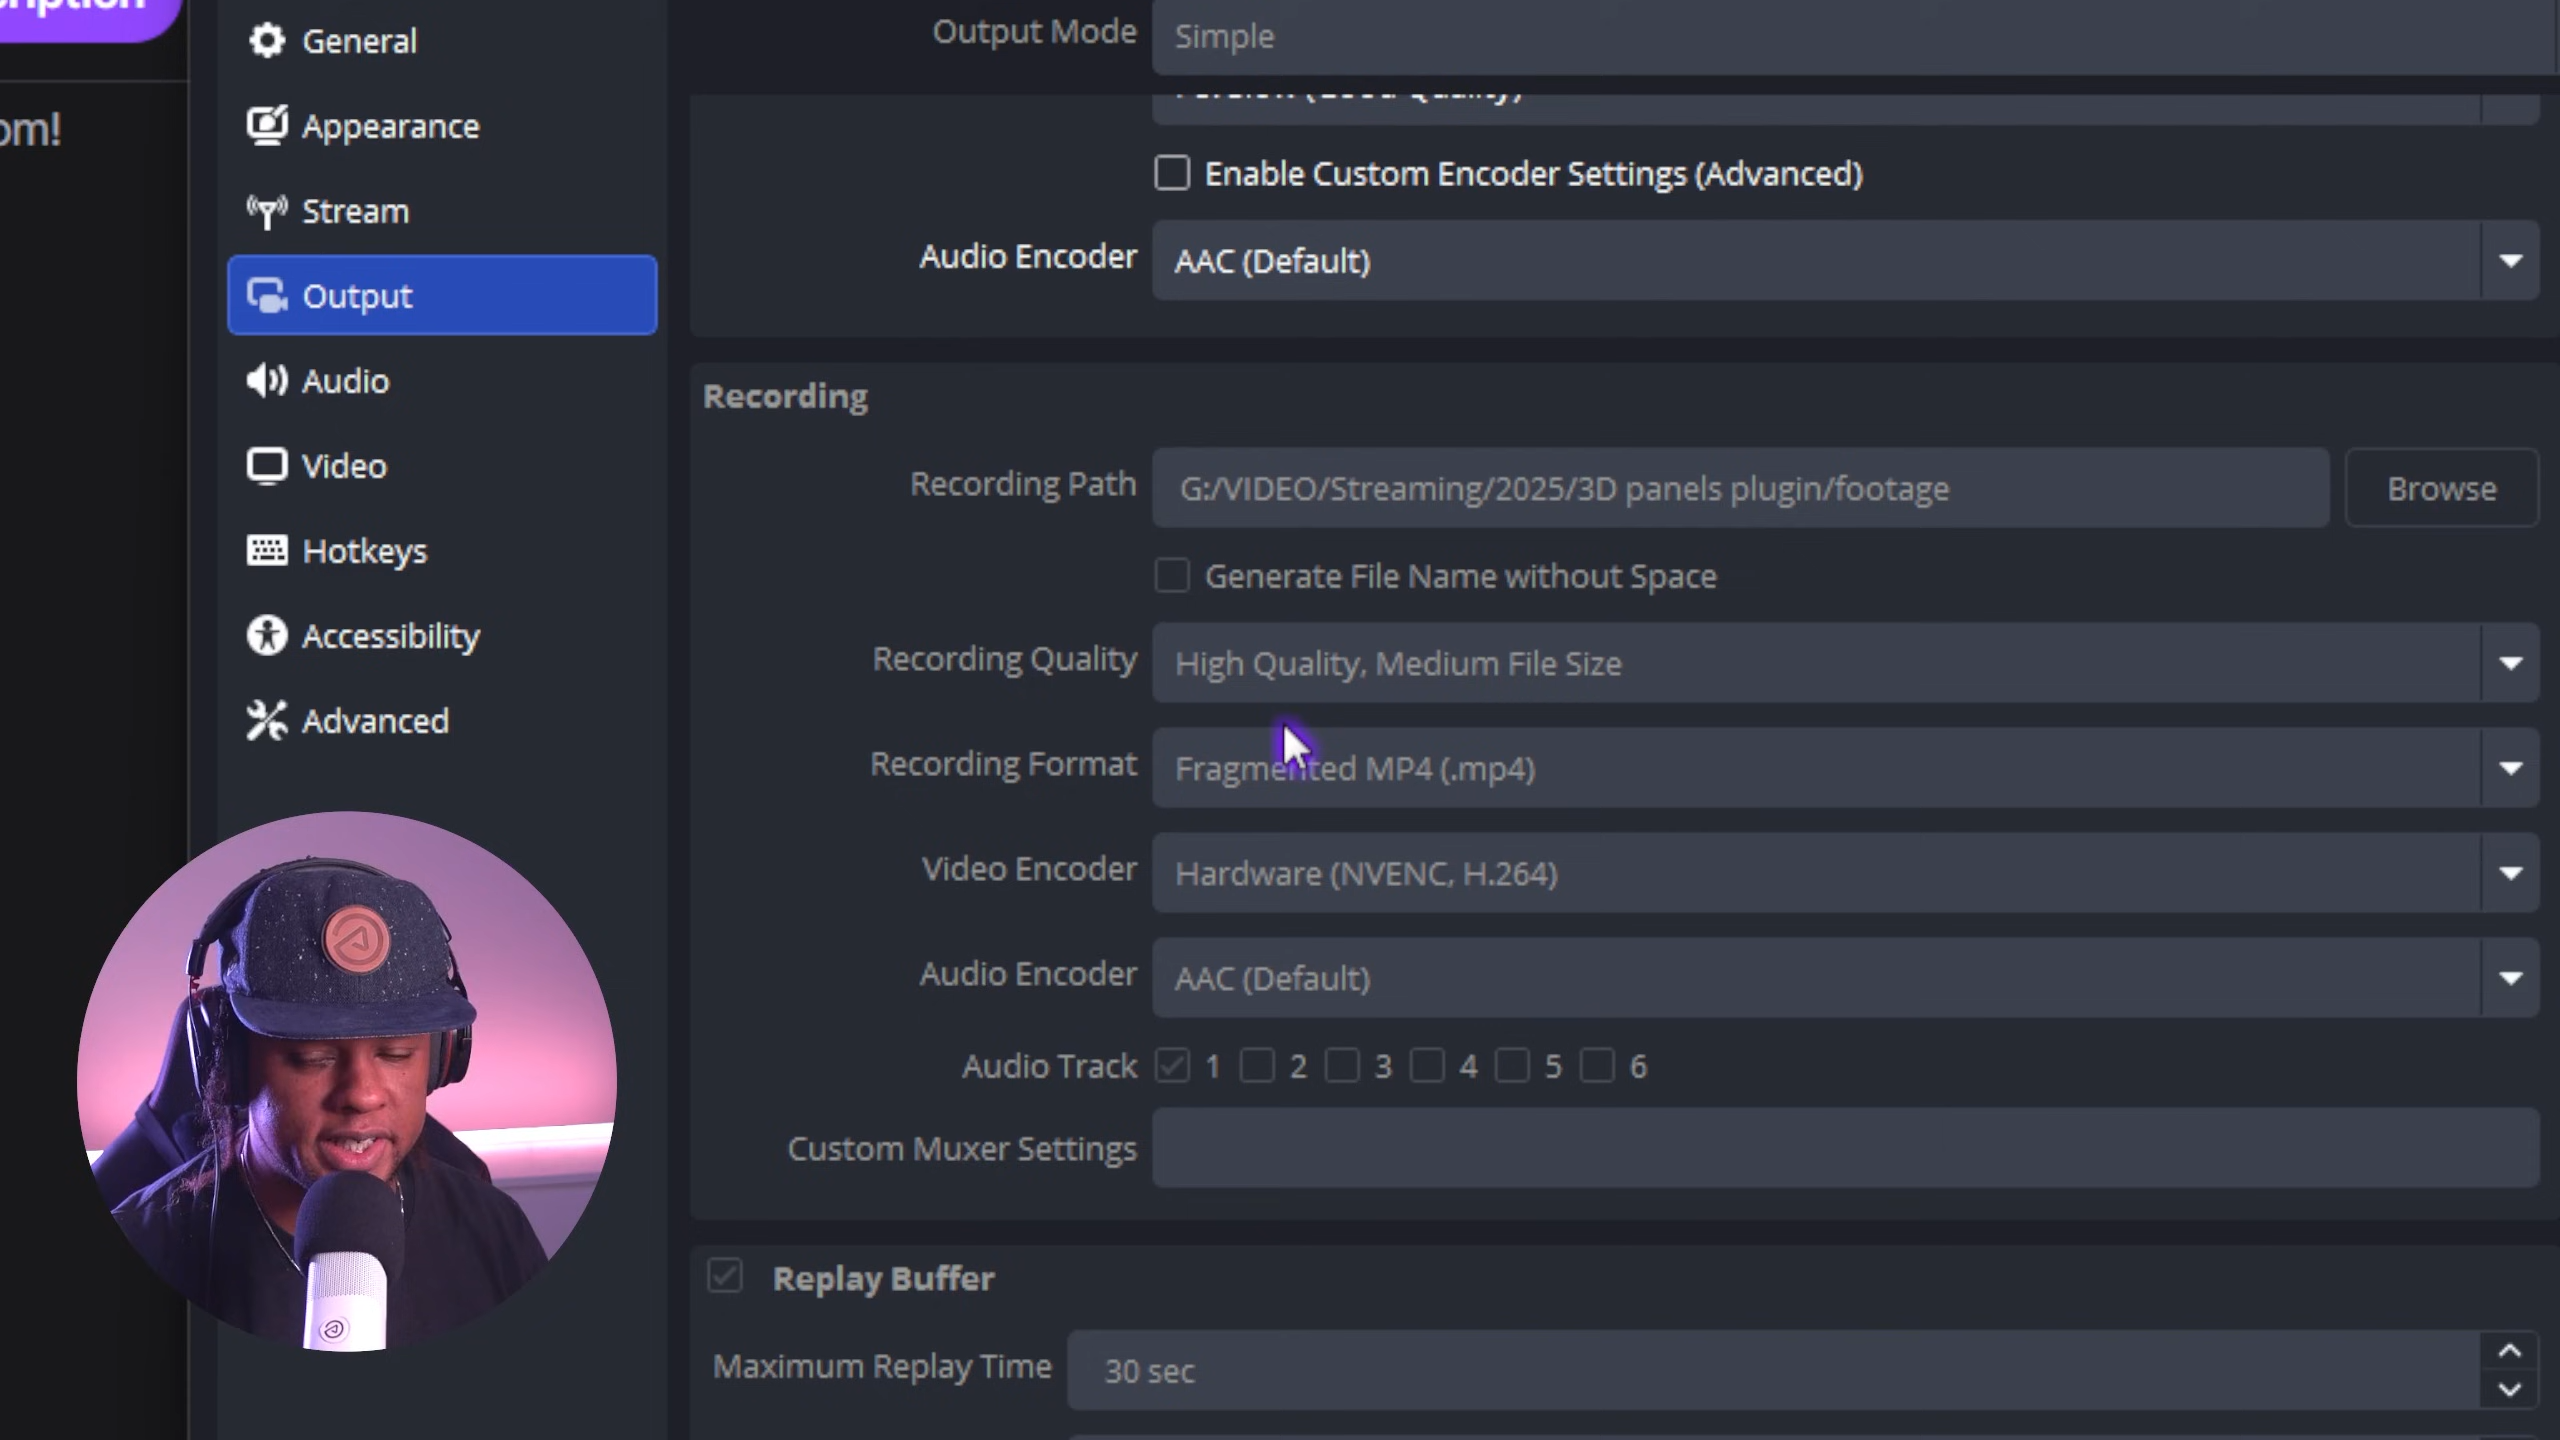 General
Appearance
Stream
Output
Audio
Video
Hotkeys
Accessibility
Advanced
om!
Output Mode Simple
Enable Custom Encoder Settings (Advanced)
Audio Encoder AAC (Default)
Recording
Recording Path G:/VIDEO/Streaming/2025/3D panels plugin/footage Browse
Generate File Name without Space
Recording Quality High Quality, Medium File Size
Recording Format Fragmented MP4 (.mp4)
Video Encoder Hardware (NVENC, H.264)
Audio Encoder AAC (Default)
Audio Track 1 2 3 4 5 6
Custom Muxer Settings
Replay Buffer
Maximum Replay Time 30 sec